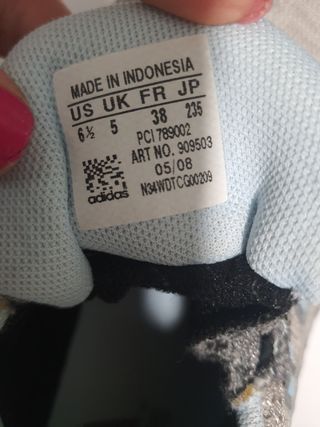 MADE IN INDONESIA
US UK FR JP
6½ 5 38 235
PCI 789002
ART NO. 909503
05/08
N34WDTCG00209
adidas